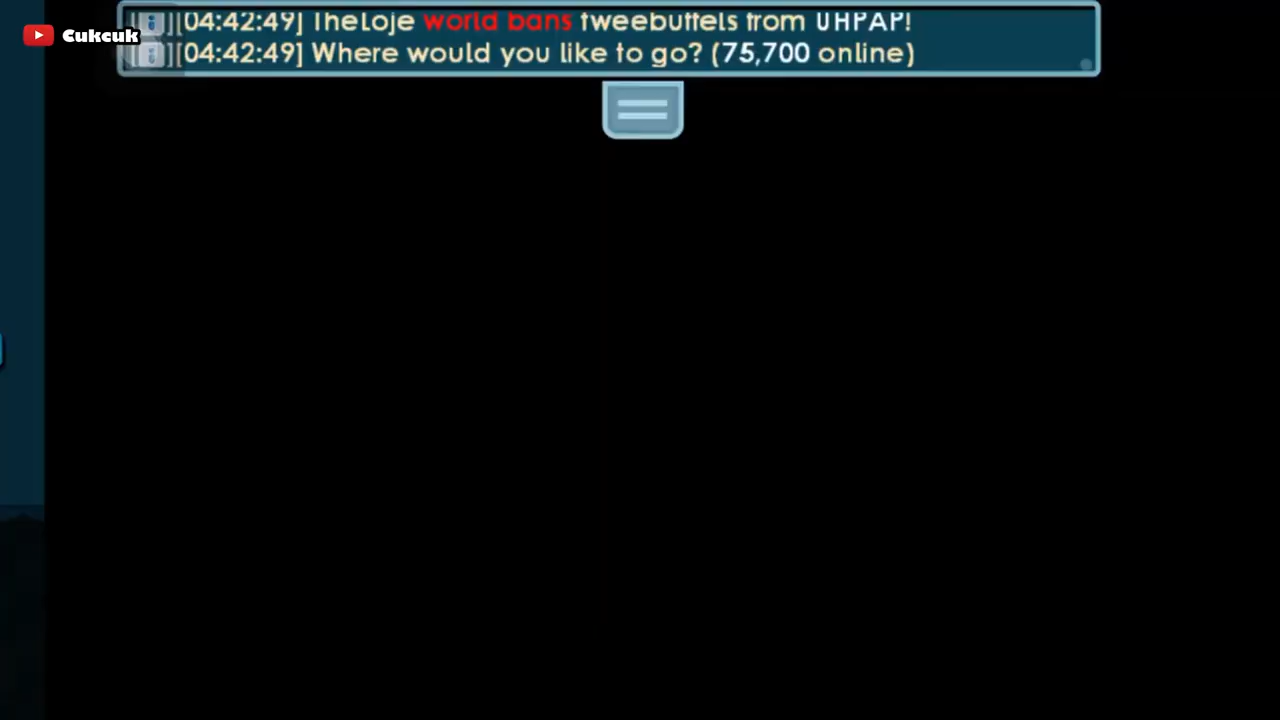 Cukcuk
[04:42:49] TheLoje world bans tweebuffels from UHPAP!
[04:42:49] Where would you like to go? (75,700 online)